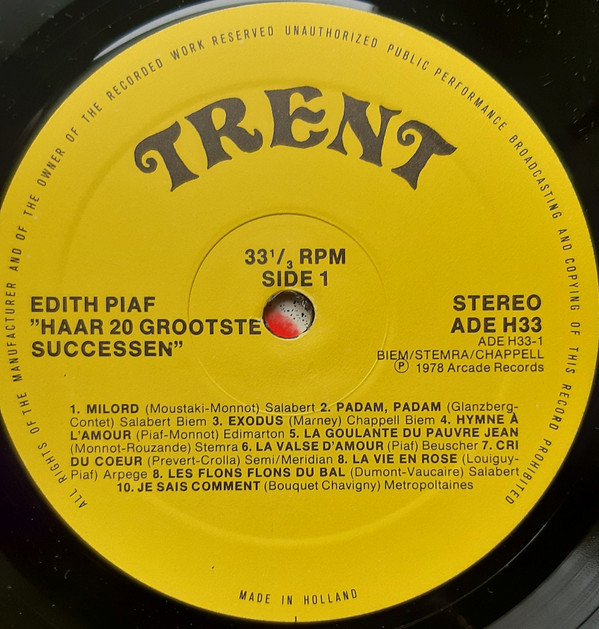 ALL RIGHTS OF THE MANUFACTURER AND OF THE OWNER OF THE RECORDED WORK RESERVED UNAUTHORIZED PUBLIC PERFORMANCE BROADCASTING AND COPYING OF THIS RECORD PROHIBITED
TRENT
33 1/3 RPM
SIDE 1
EDITH PIAF
"HAAR 20 GROOTSTE
SUCCESSEN"
STEREO
ADE H33
ADE H33-1
BIEM/STEMRA/CHAPPELL
Ⓟ 1978 Arcade Records
1. MILORD (Moustaki-Monnot) Salabert 2. PADAM, PADAM (Glanzberg-
Contet) Salabert Biem 3. EXODUS (Marney) Chappell Biem 4. HYMNE À
L'AMOUR (Piaf-Monnot) Edimarton 5. LA GOULANTE DU PAUVRE JEAN
(Monnot-Rouzande) Stemra 6. LA VALSE D'AMOUR (Piaf) Beuscher 7. CRI
DU COEUR (Prevert-Crolla) Semi/Meridian 8. LA VIE EN ROSE (Louiguy-
Piaf) Arpege 8. LES FLONS FLONS DU BAL (Dumont-Vaucaire) Salabert
10. JE SAIS COMMENT (Bouquet Chavigny) Metropoltaines
MADE IN HOLLAND